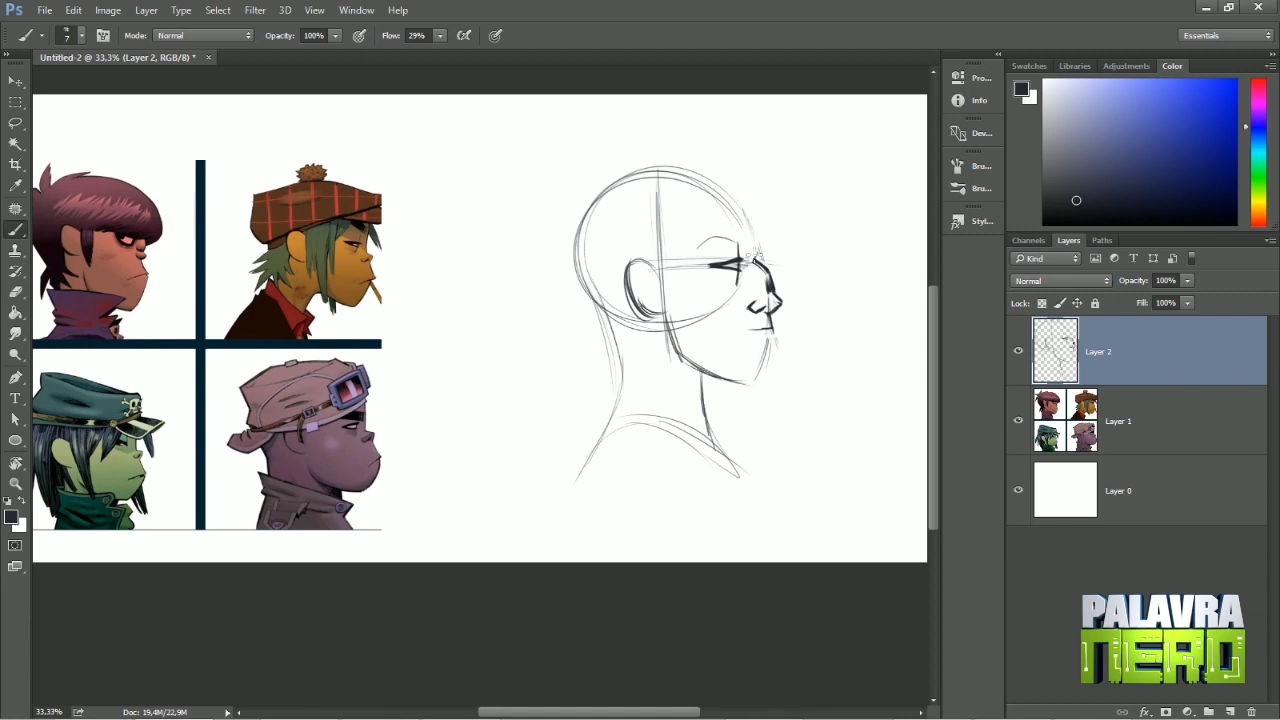 Ps File Edit Image Layer Type Select Filter 3D View Window Help
7 Mode: Normal Opacity: 100% Flow: 29% Essentials
Untitled-2 @ 33,3% (Layer 2, RGB/8) * ×
Pro...
Info
Dev...
Bru...
Bru...
Styl...
Swatches Libraries Adjustments Color
Channels Layers Paths
Kind
Normal Opacity: 100%
Lock: Fill: 100%
Layer 2
Layer 1
Layer 0
PALAVRA
NERD
33,33% Doc: 19,4M/22,9M
fx